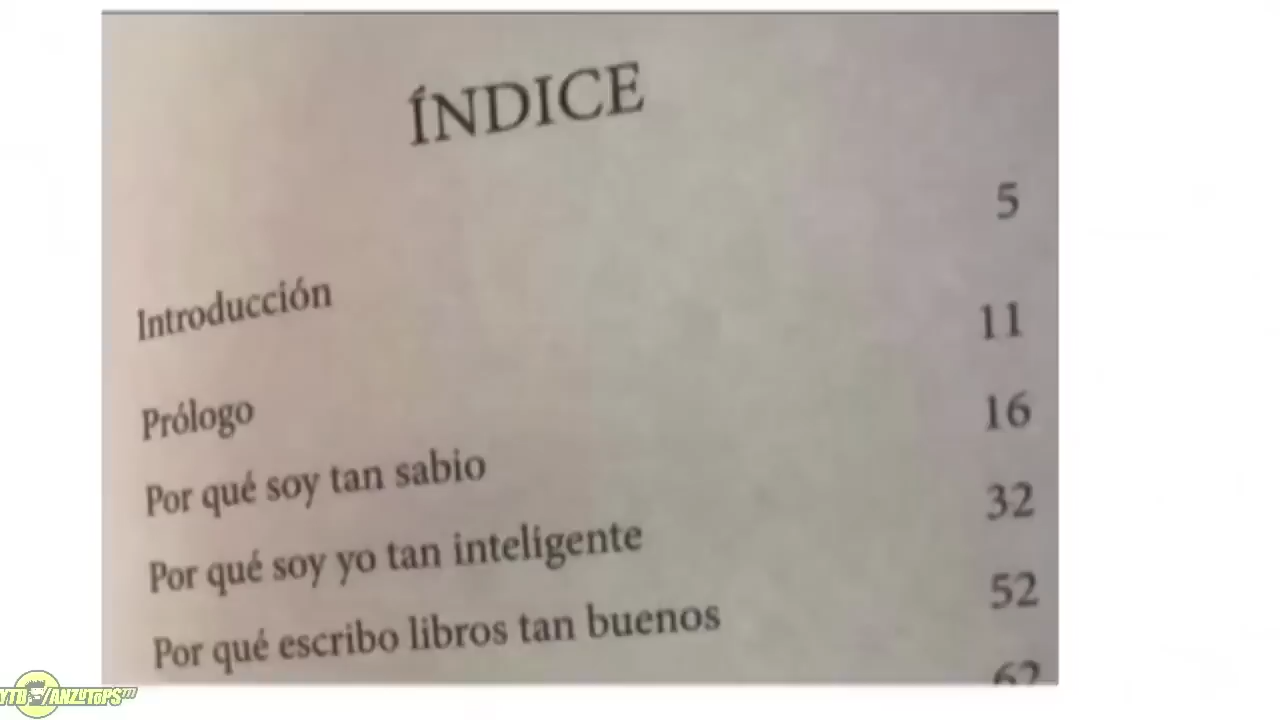 ÍNDICE
Introducción 5
Prólogo 11
Por qué soy tan sabio 16
Por qué soy yo tan inteligente 32
Por qué escribo libros tan buenos 52
62